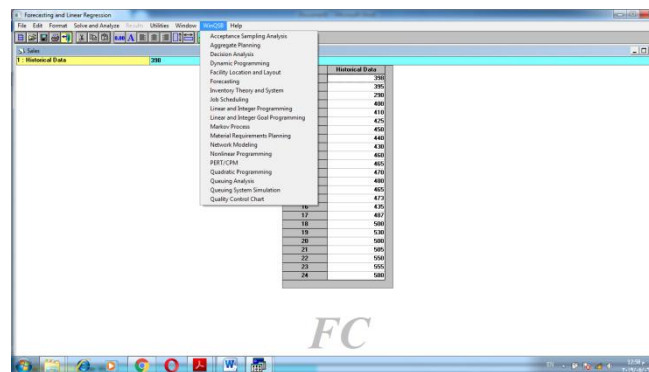 Forecasting and Linear Regression
File Edit Format Solve and Analyze Results Utilities Window WinQSB Help
0.00 A
Sales
1 : Historical Data 390
Acceptance Sampling Analysis
Aggregate Planning
Decision Analysis
Dynamic Programming
Facility Location and Layout
Forecasting
Inventory Theory and System
Job Scheduling
Linear and Integer Programming
Linear and Integer Goal Programming
Markov Process
Material Requirements Planning
Network Modeling
Nonlinear Programming
PERT/CPM
Quadratic Programming
Queuing Analysis
Queuing System Simulation
Quality Control Chart
Historical Data
390
395
290
400
410
425
450
440
430
460
465
470
480
465
473
16 435
17 487
18 500
19 530
20 500
21 505
22 550
23 555
24 580
FC
EN